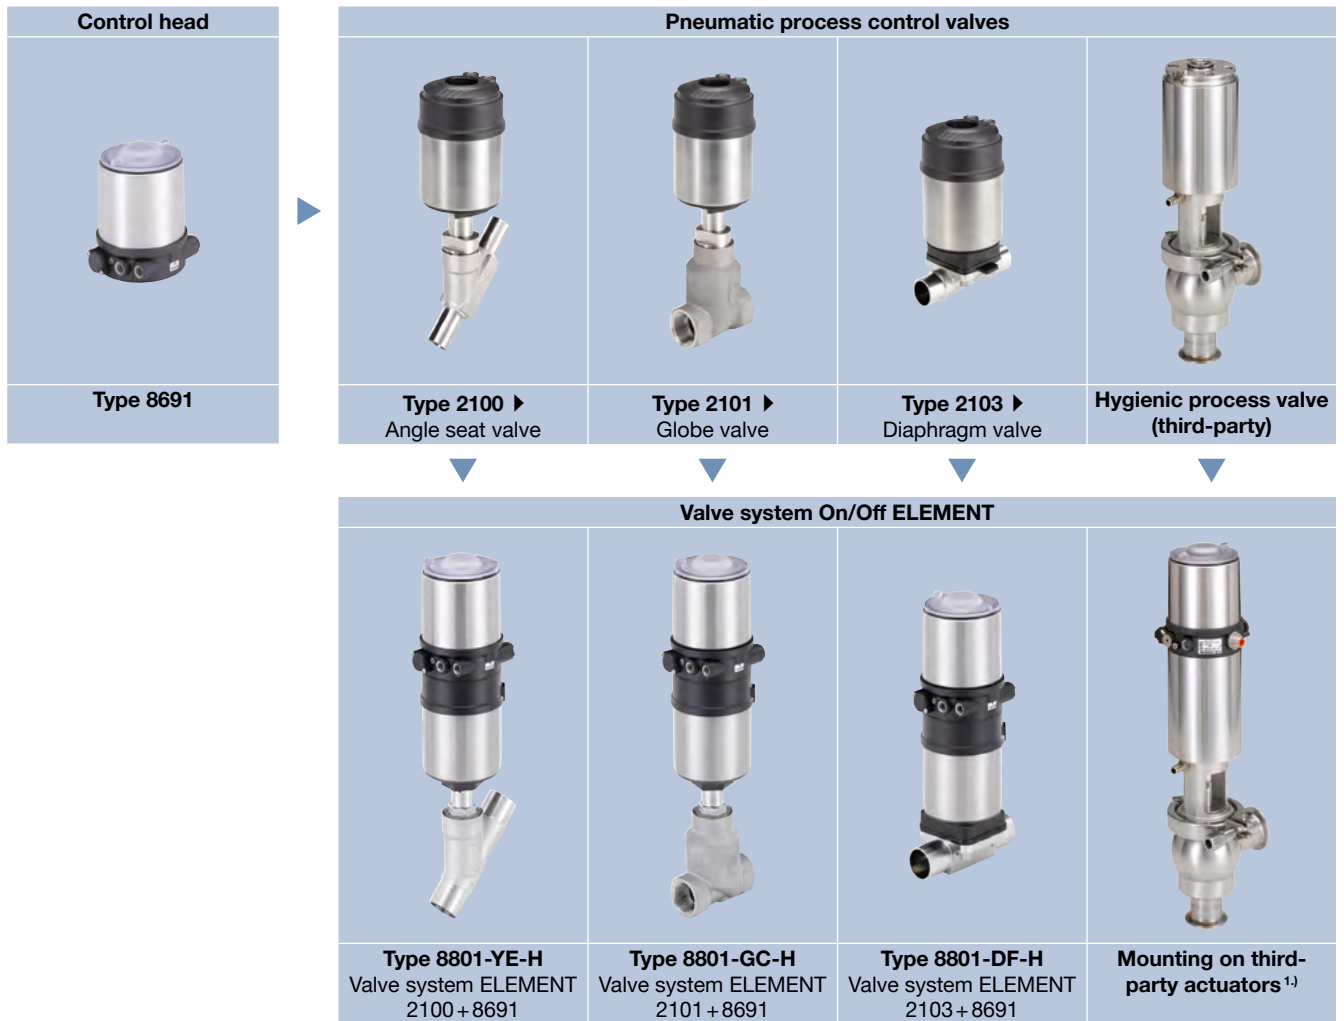 Control head
Pneumatic process control valves
Type 8691
Type 2100 ▶
Angle seat valve
Type 2101 ▶
Globe valve
Type 2103 ▶
Diaphragm valve
Hygienic process valve
(third-party)
Valve system On/Off ELEMENT
Type 8801-YE-H
Valve system ELEMENT
2100+8691
Type 8801-GC-H
Valve system ELEMENT
2101+8691
Type 8801-DF-H
Valve system ELEMENT
2103+8691
Mounting on third-
party actuators 1.)